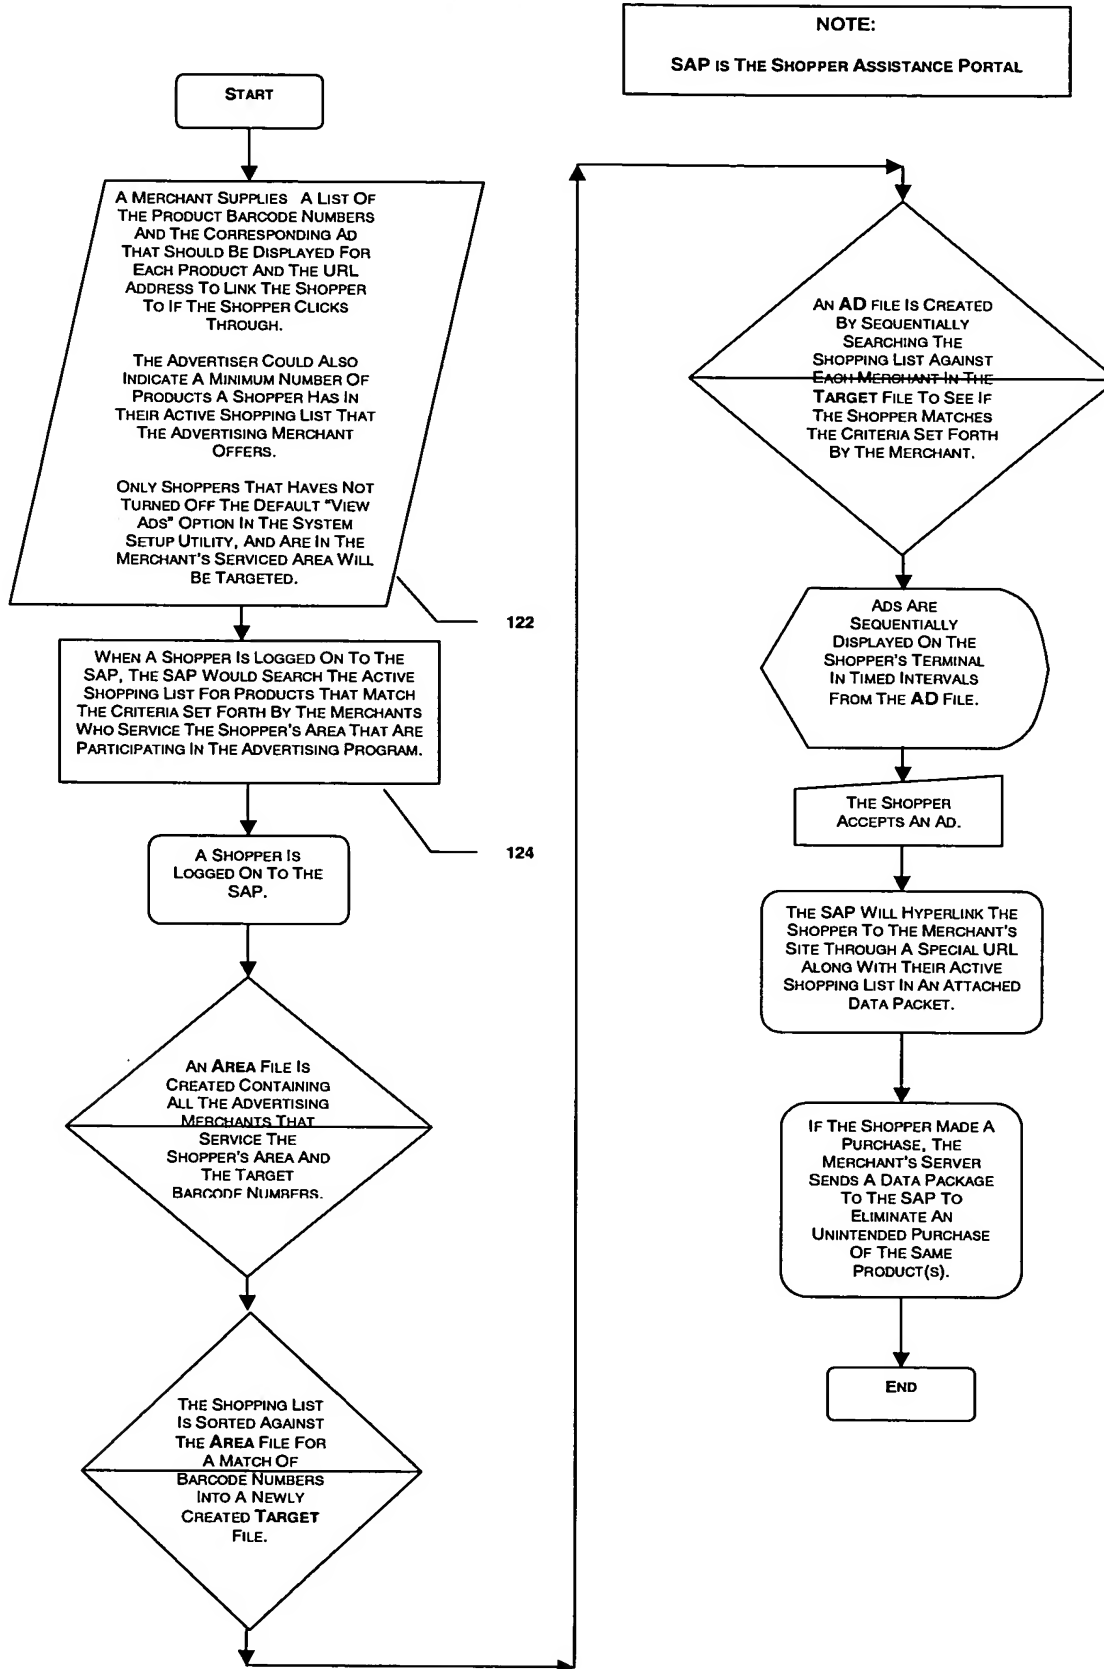 NOTE:
SAP IS THE SHOPPER ASSISTANCE PORTAL
START
A MERCHANT SUPPLIES A LIST OF
THE PRODUCT BARCODE NUMBERS
AND THE CORRESPONDING AD
THAT SHOULD BE DISPLAYED FOR
EACH PRODUCT AND THE URL
ADDRESS TO LINK THE SHOPPER
TO IF THE SHOPPER CLICKS
THROUGH.
THE ADVERTISER COULD ALSO
INDICATE A MINIMUM NUMBER OF
PRODUCTS A SHOPPER HAS IN
THEIR ACTIVE SHOPPING LIST THAT
THE ADVERTISING MERCHANT
OFFERS.
ONLY SHOPPERS THAT HAVES NOT
TURNED OFF THE DEFAULT "VIEW
ADS" OPTION IN THE SYSTEM
SETUP UTILITY, AND ARE IN THE
MERCHANT'S SERVICED AREA WILL
BE TARGETED.
122
WHEN A SHOPPER IS LOGGED ON TO THE
SAP, THE SAP WOULD SEARCH THE ACTIVE
SHOPPING LIST FOR PRODUCTS THAT MATCH
THE CRITERIA SET FORTH BY THE MERCHANTS
WHO SERVICE THE SHOPPER'S AREA THAT ARE
PARTICIPATING IN THE ADVERTISING PROGRAM.
124
A SHOPPER IS
LOGGED ON TO THE
SAP.
AN AREA FILE IS
CREATED CONTAINING
ALL THE ADVERTISING
MERCHANTS THAT
SERVICE THE
SHOPPER'S AREA AND
THE TARGET
BARCODE NUMBERS.
THE SHOPPING LIST
IS SORTED AGAINST
THE AREA FILE FOR
A MATCH OF
BARCODE NUMBERS
INTO A NEWLY
CREATED TARGET
FILE.
AN AD FILE IS CREATED
BY SEQUENTIALLY
SEARCHING THE
SHOPPING LIST AGAINST
EACH MERCHANT IN THE
TARGET FILE TO SEE IF
THE SHOPPER MATCHES
THE CRITERIA SET FORTH
BY THE MERCHANT.
ADS ARE
SEQUENTIALLY
DISPLAYED ON THE
SHOPPER'S TERMINAL
IN TIMED INTERVALS
FROM THE AD FILE.
THE SHOPPER
ACCEPTS AN AD.
THE SAP WILL HYPERLINK THE
SHOPPER TO THE MERCHANT'S
SITE THROUGH A SPECIAL URL
ALONG WITH THEIR ACTIVE
SHOPPING LIST IN AN ATTACHED
DATA PACKET.
IF THE SHOPPER MADE A
PURCHASE, THE
MERCHANT'S SERVER
SENDS A DATA PACKAGE
TO THE SAP TO
ELIMINATE AN
UNINTENDED PURCHASE
OF THE SAME
PRODUCT(S).
END